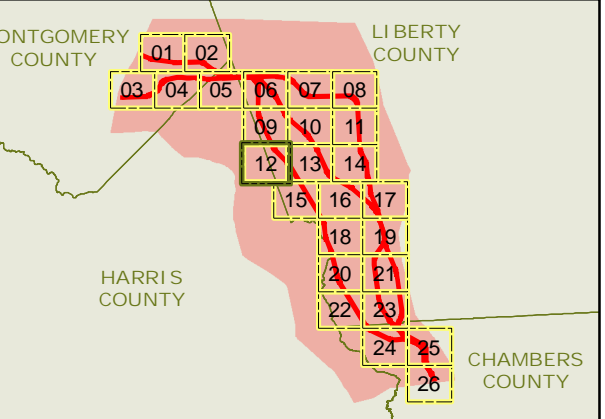 ONTGOMERY
COUNTY
LIBERTY
COUNTY
01 02
03 04 05 06 07 08
09 10 11
12 13 14
15 16 17
18 19
HARRIS
COUNTY
20 21
22 23
24 25
CHAMBERS
COUNTY
26